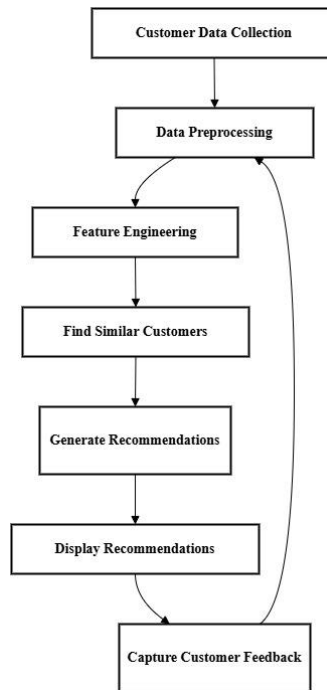 Customer Data Collection
Data Preprocessing
Feature Engineering
Find Similar Customers
Generate Recommendations
Display Recommendations
Capture Customer Feedback